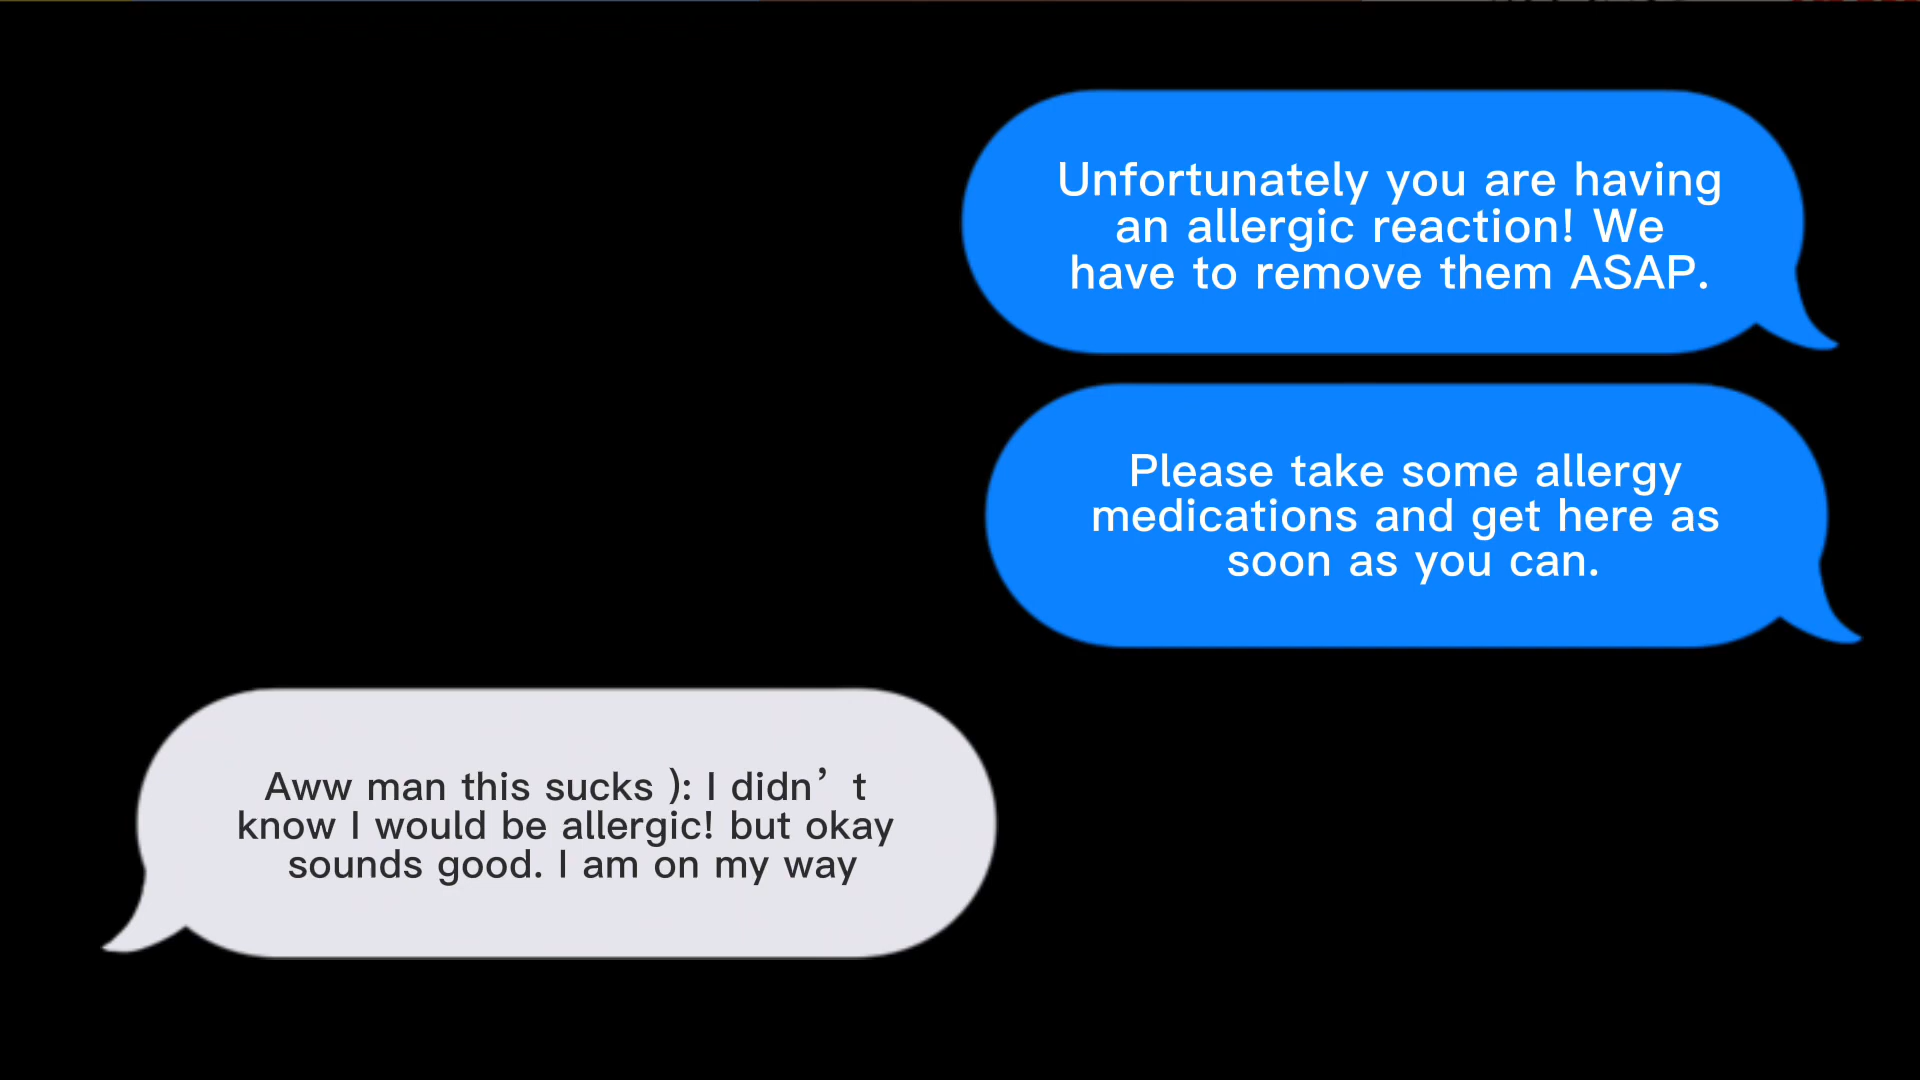 Unfortunately you are having
an allergic reaction! We
have to remove them ASAP.
Please take some allergy
medications and get here as
soon as you can.
Aww man this sucks ): I didn’t
know I would be allergic! but okay
sounds good. I am on my way